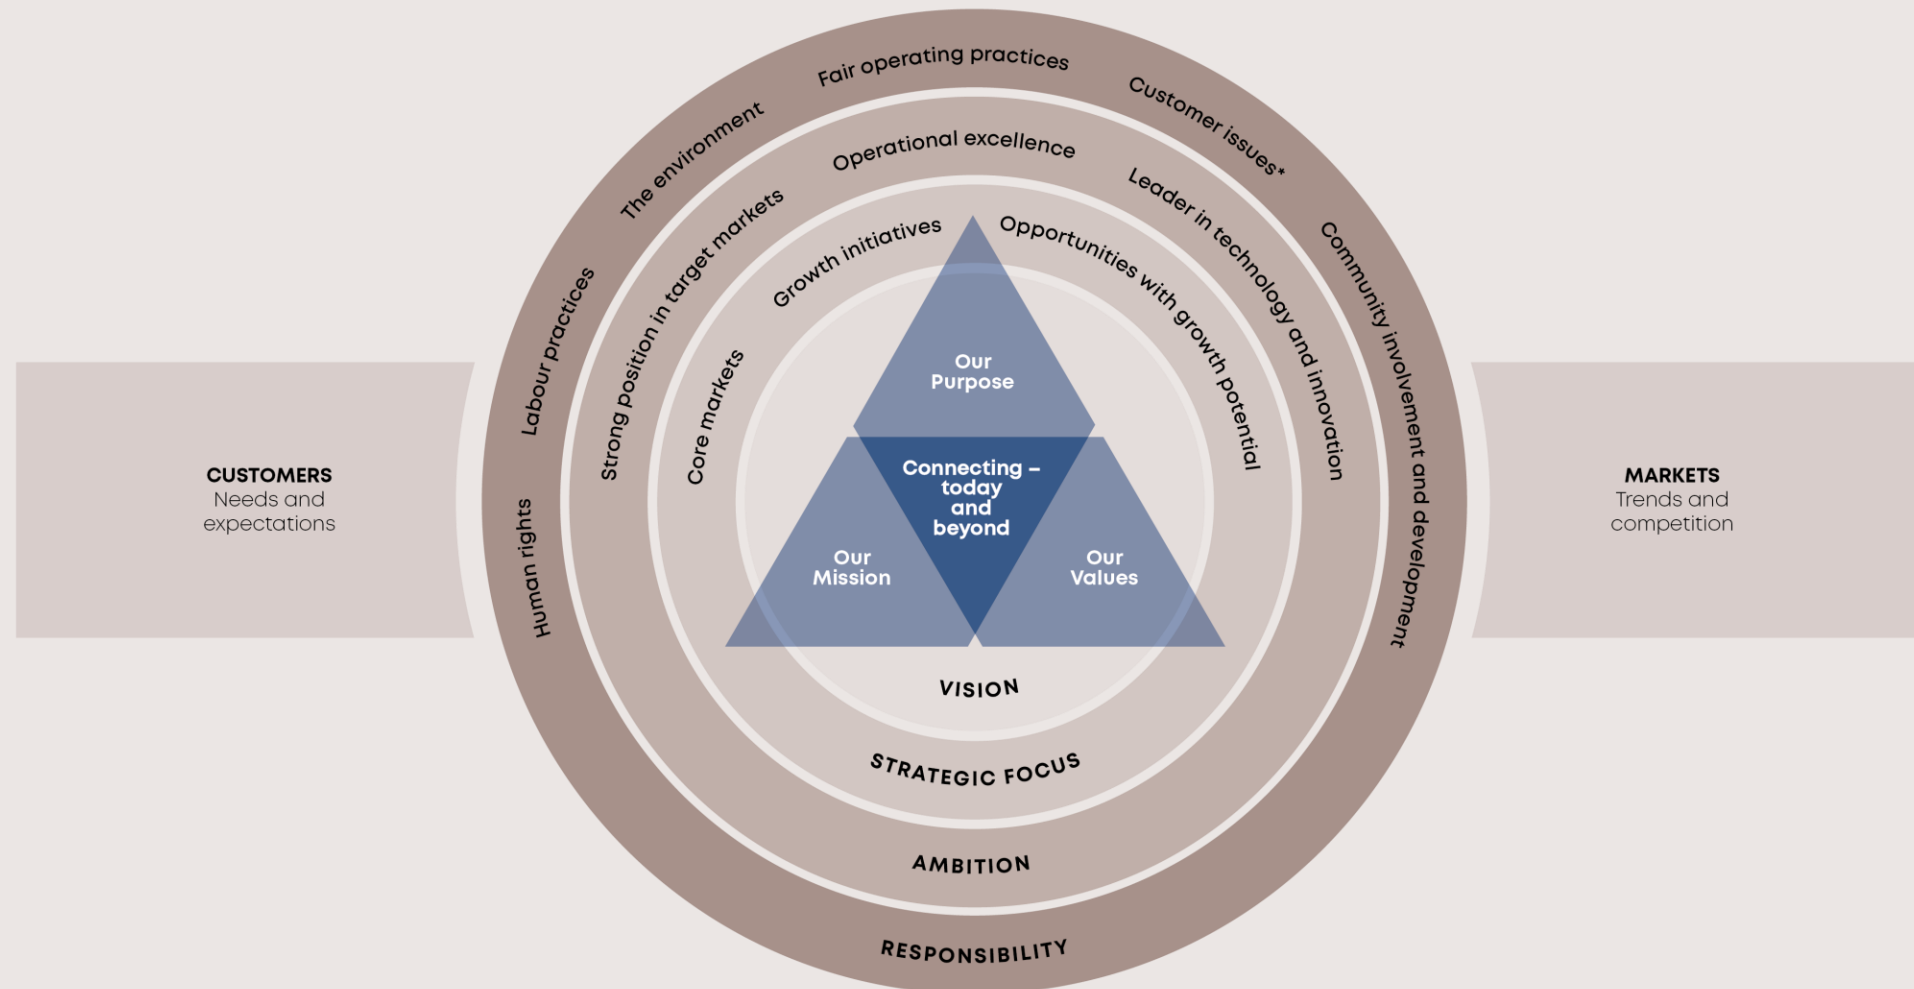 Fair operating practices
Customer issues*
The environment
Community involvement and development
Labour practices
Human rights
Operational excellence
Leader in technology and innovation
Strong position in target markets
Growth initiatives
Opportunities with growth potential
Core markets
Our
Purpose
Connecting –
today
and
beyond
Our
Mission
Our
Values
CUSTOMERS
Needs and
expectations
MARKETS
Trends and
competition
VISION
STRATEGIC FOCUS
AMBITION
RESPONSIBILITY